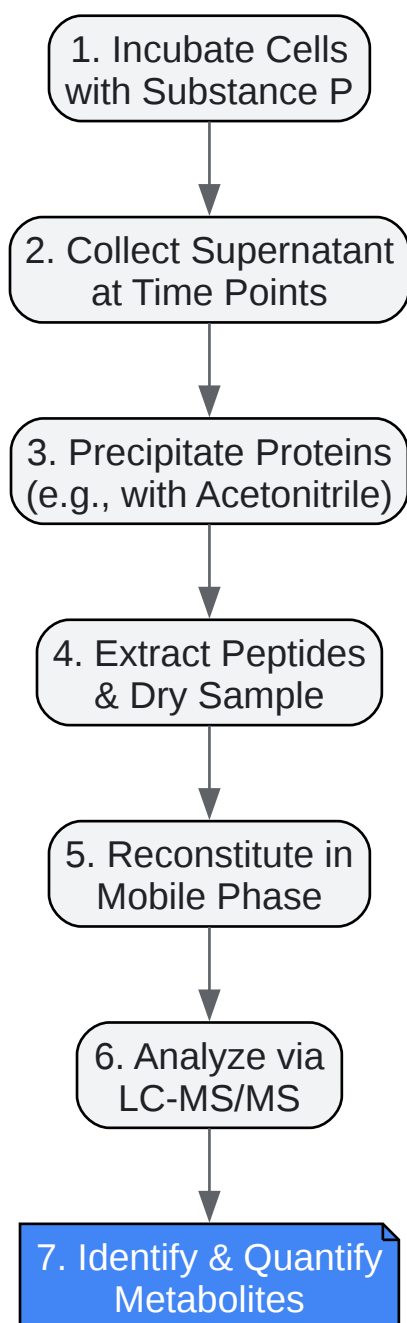 1. Incubate Cells
with Substance P
2. Collect Supernatant
at Time Points
3. Precipitate Proteins
(e.g., with Acetonitrile)
4. Extract Peptides
& Dry Sample
5. Reconstitute in
Mobile Phase
6. Analyze via
LC-MS/MS
7. Identify & Quantify
Metabolites